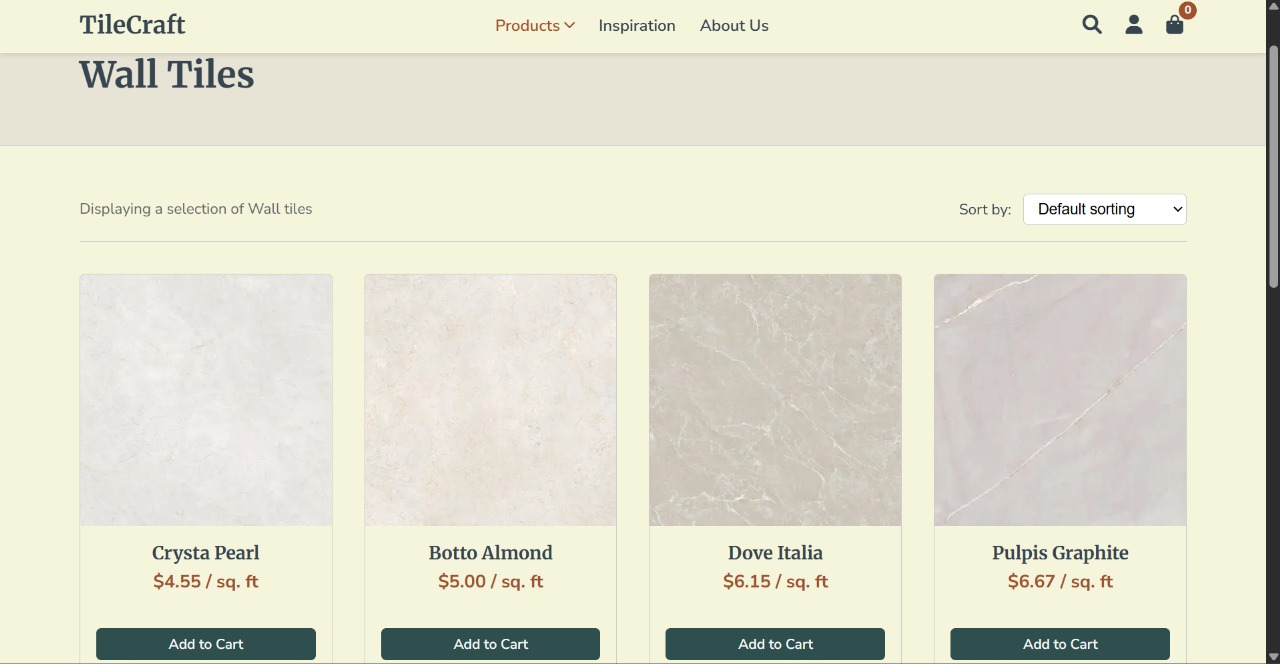 TileCraft
Products
Inspiration
About Us
0
Wall Tiles
Displaying a selection of Wall tiles
Sort by:
Default sorting
Crysta Pearl
$4.55 / sq. ft
Add to Cart
Botto Almond
$5.00 / sq. ft
Add to Cart
Dove Italia
$6.15 / sq. ft
Add to Cart
Pulpis Graphite
$6.67 / sq. ft
Add to Cart